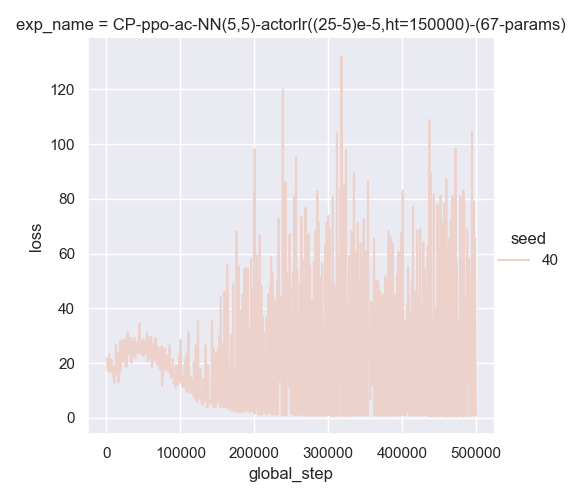 exp_name = CP-ppo-ac-NN(5,5)-actorlr((25-5)e-5,ht=150000)-(67-params)
120
100
80
60
40
20
0
loss
seed
40
0 100000 200000 300000 400000 500000
global_step